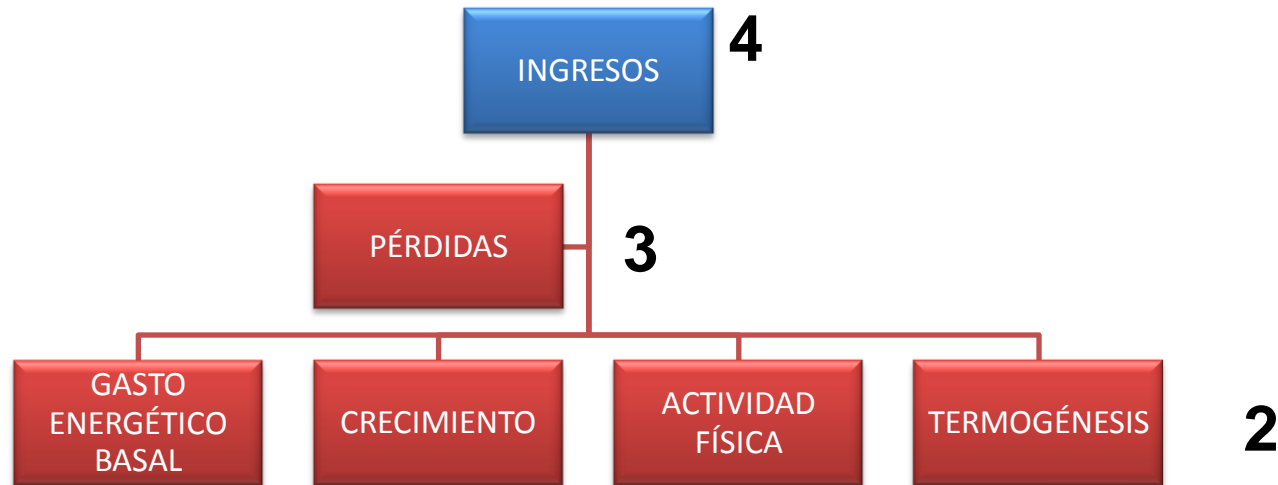 INGRESOS
4
PÉRDIDAS
3
GASTO
ENERGÉTICO
BASAL
CRECIMIENTO
ACTIVIDAD
FÍSICA
TERMOGÉNESIS
2